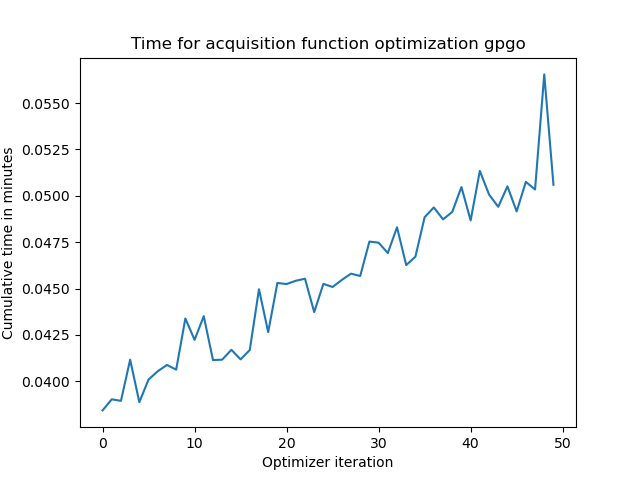 Time for acquisition function optimization gpgo
Cumulative time in minutes
0.0550
0.0525
0.0500
0.0475
0.0450
0.0425
0.0400
0 10 20 30 40 50
Optimizer iteration